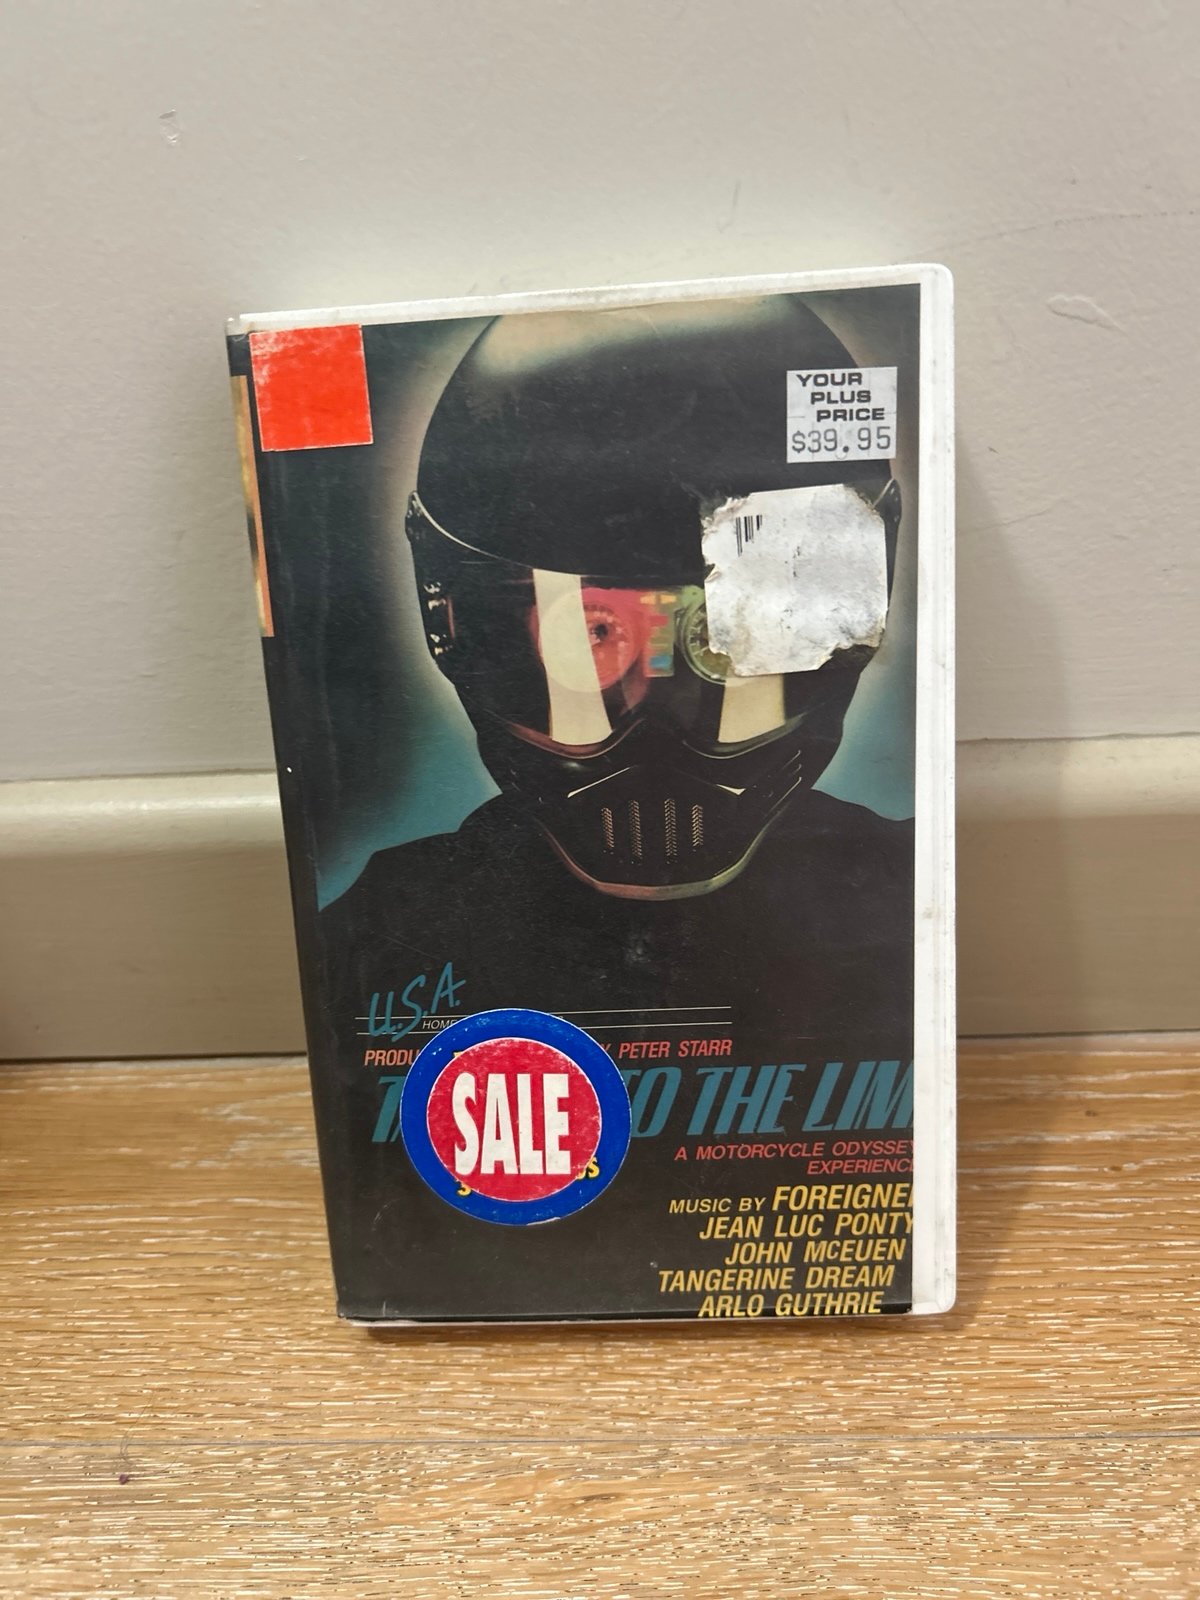 YOUR
PLUS
PRICE
$39.95
U.S.A.
HOME
PETER STARR
TO THE LIM
A MOTORCYCLE ODYSSEY
EXPERIENC
MUSIC BY FOREIGNE
JEAN LUC PONTY
JOHN McEUEN
TANGERINE DREAM
ARLO GUTHRIE
SALE